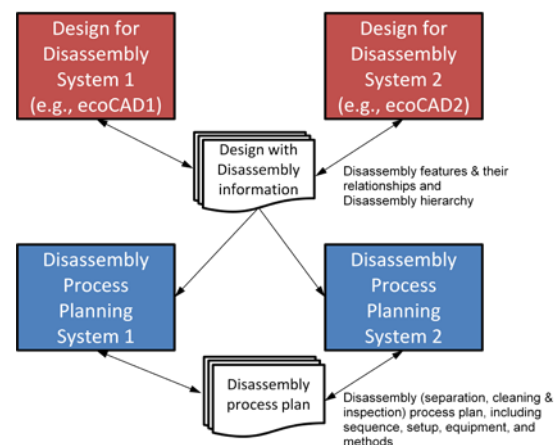 Design for
Disassembly
System 1
(e.g., ecoCAD1)
Design for
Disassembly
System 2
(e.g., ecoCAD2)
Design with
Disassembly
information
Disassembly features & their
relationships and
Disassembly hierarchy
Disassembly
Process
Planning
System 1
Disassembly
Process
Planning
System 2
Disassembly
process plan
Disassembly (separation, cleaning &
inspection) process plan, including
sequence, setup, equipment, and
methods